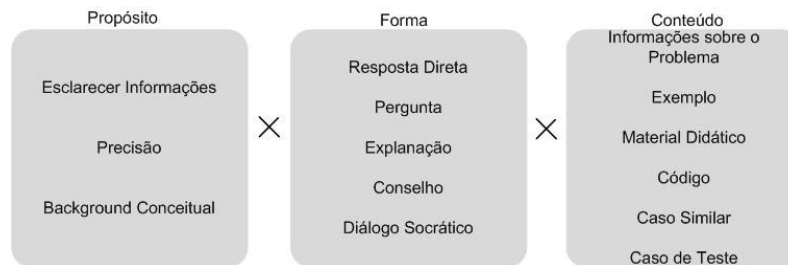 Propósito
Esclarecer Informações
Precisão
Background Conceitual
Forma
Resposta Direta
Pergunta
Explanação
Conselho
Diálogo Socrático
Conteúdo
Informações sobre o
Problema
Exemplo
Material Didático
Código
Caso Similar
Caso de Teste